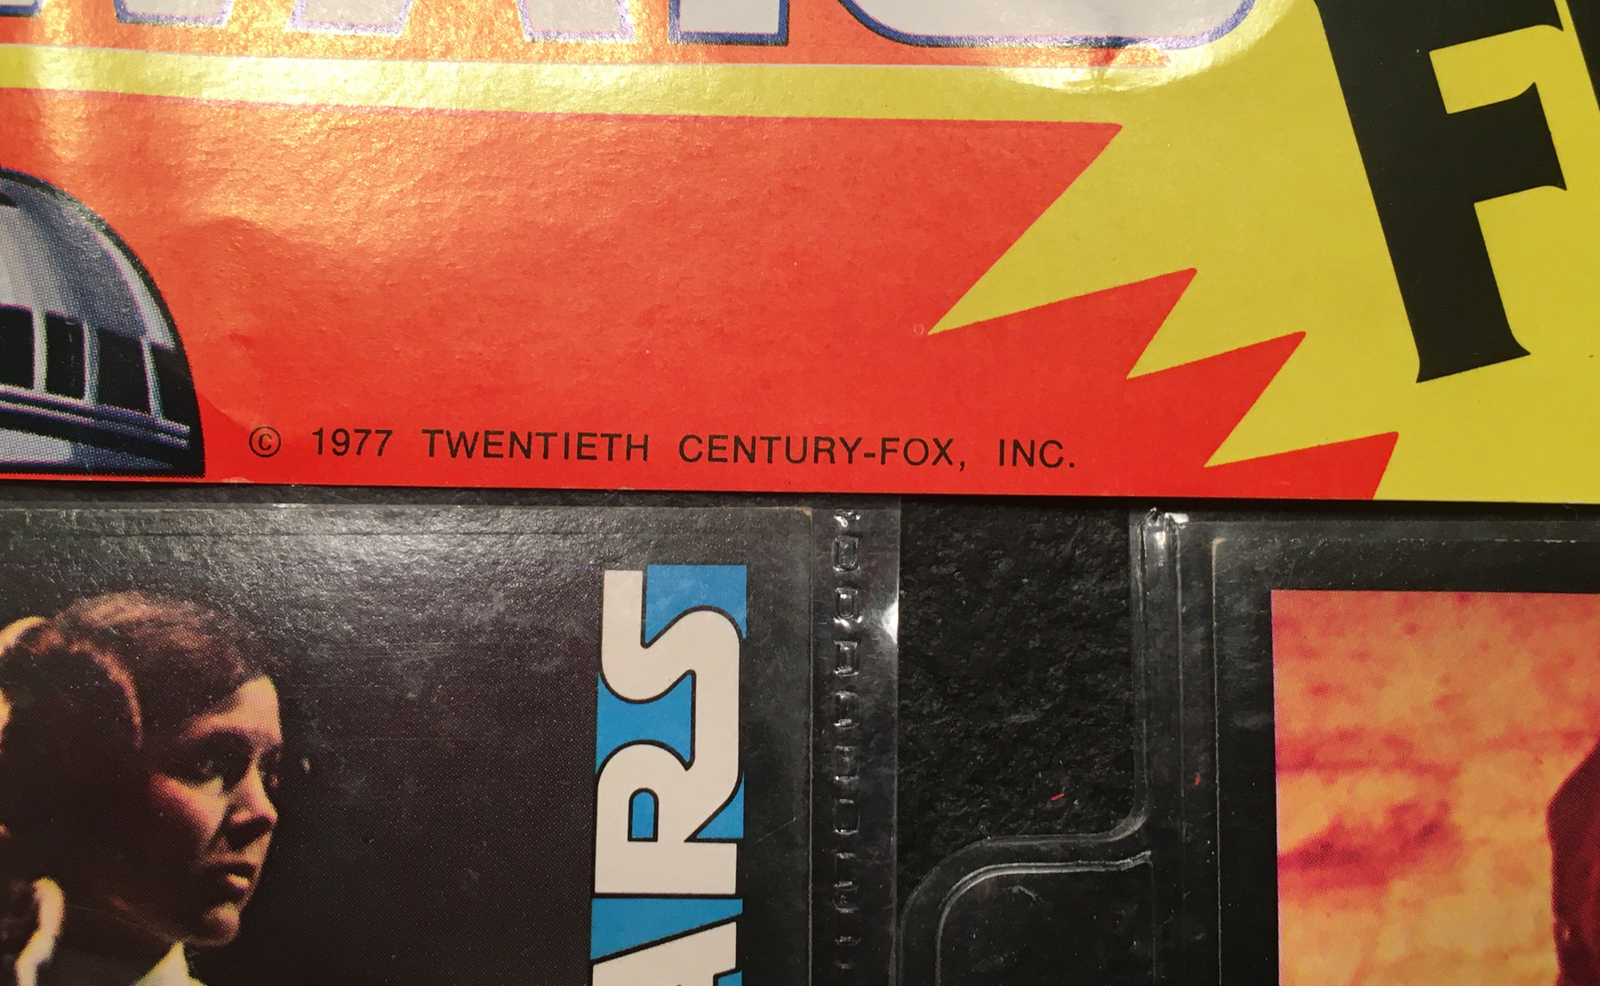 © 1977 TWENTIETH CENTURY-FOX, INC.
ARS